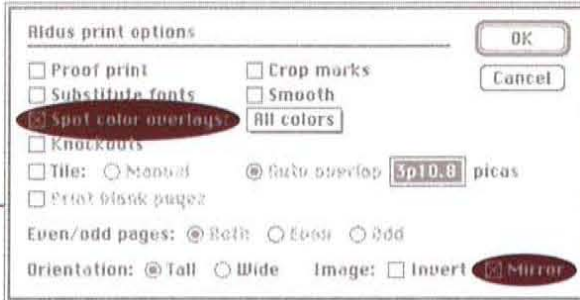 Aldus print options
OK
Proof print Crop marks
Cancel
Substitute fonts Smooth
Spot color overlays: All colors
Knockouts
Tile: Manual Auto overlap 3p10.8 picas
Print blank pages
Even/odd pages: Both Even Odd
Orientation: Tall Wide Image: Invert Mirror